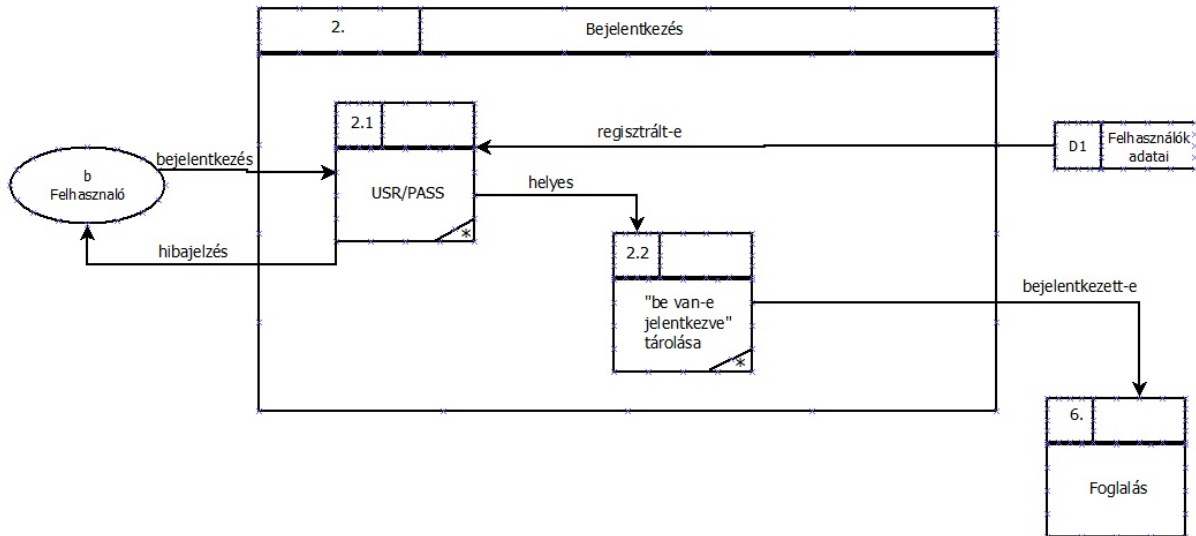 2.
Bejelentkezés
2.1
USR/PASS
*
regisztrált-e
D1
Felhasználók
adatai
bejelentkezés
b
Felhasznaló
helyes
hibajelzés
2.2
"be van-e
jelentkezve"
tárolása
*
bejelentkezett-e
6.
Foglalás